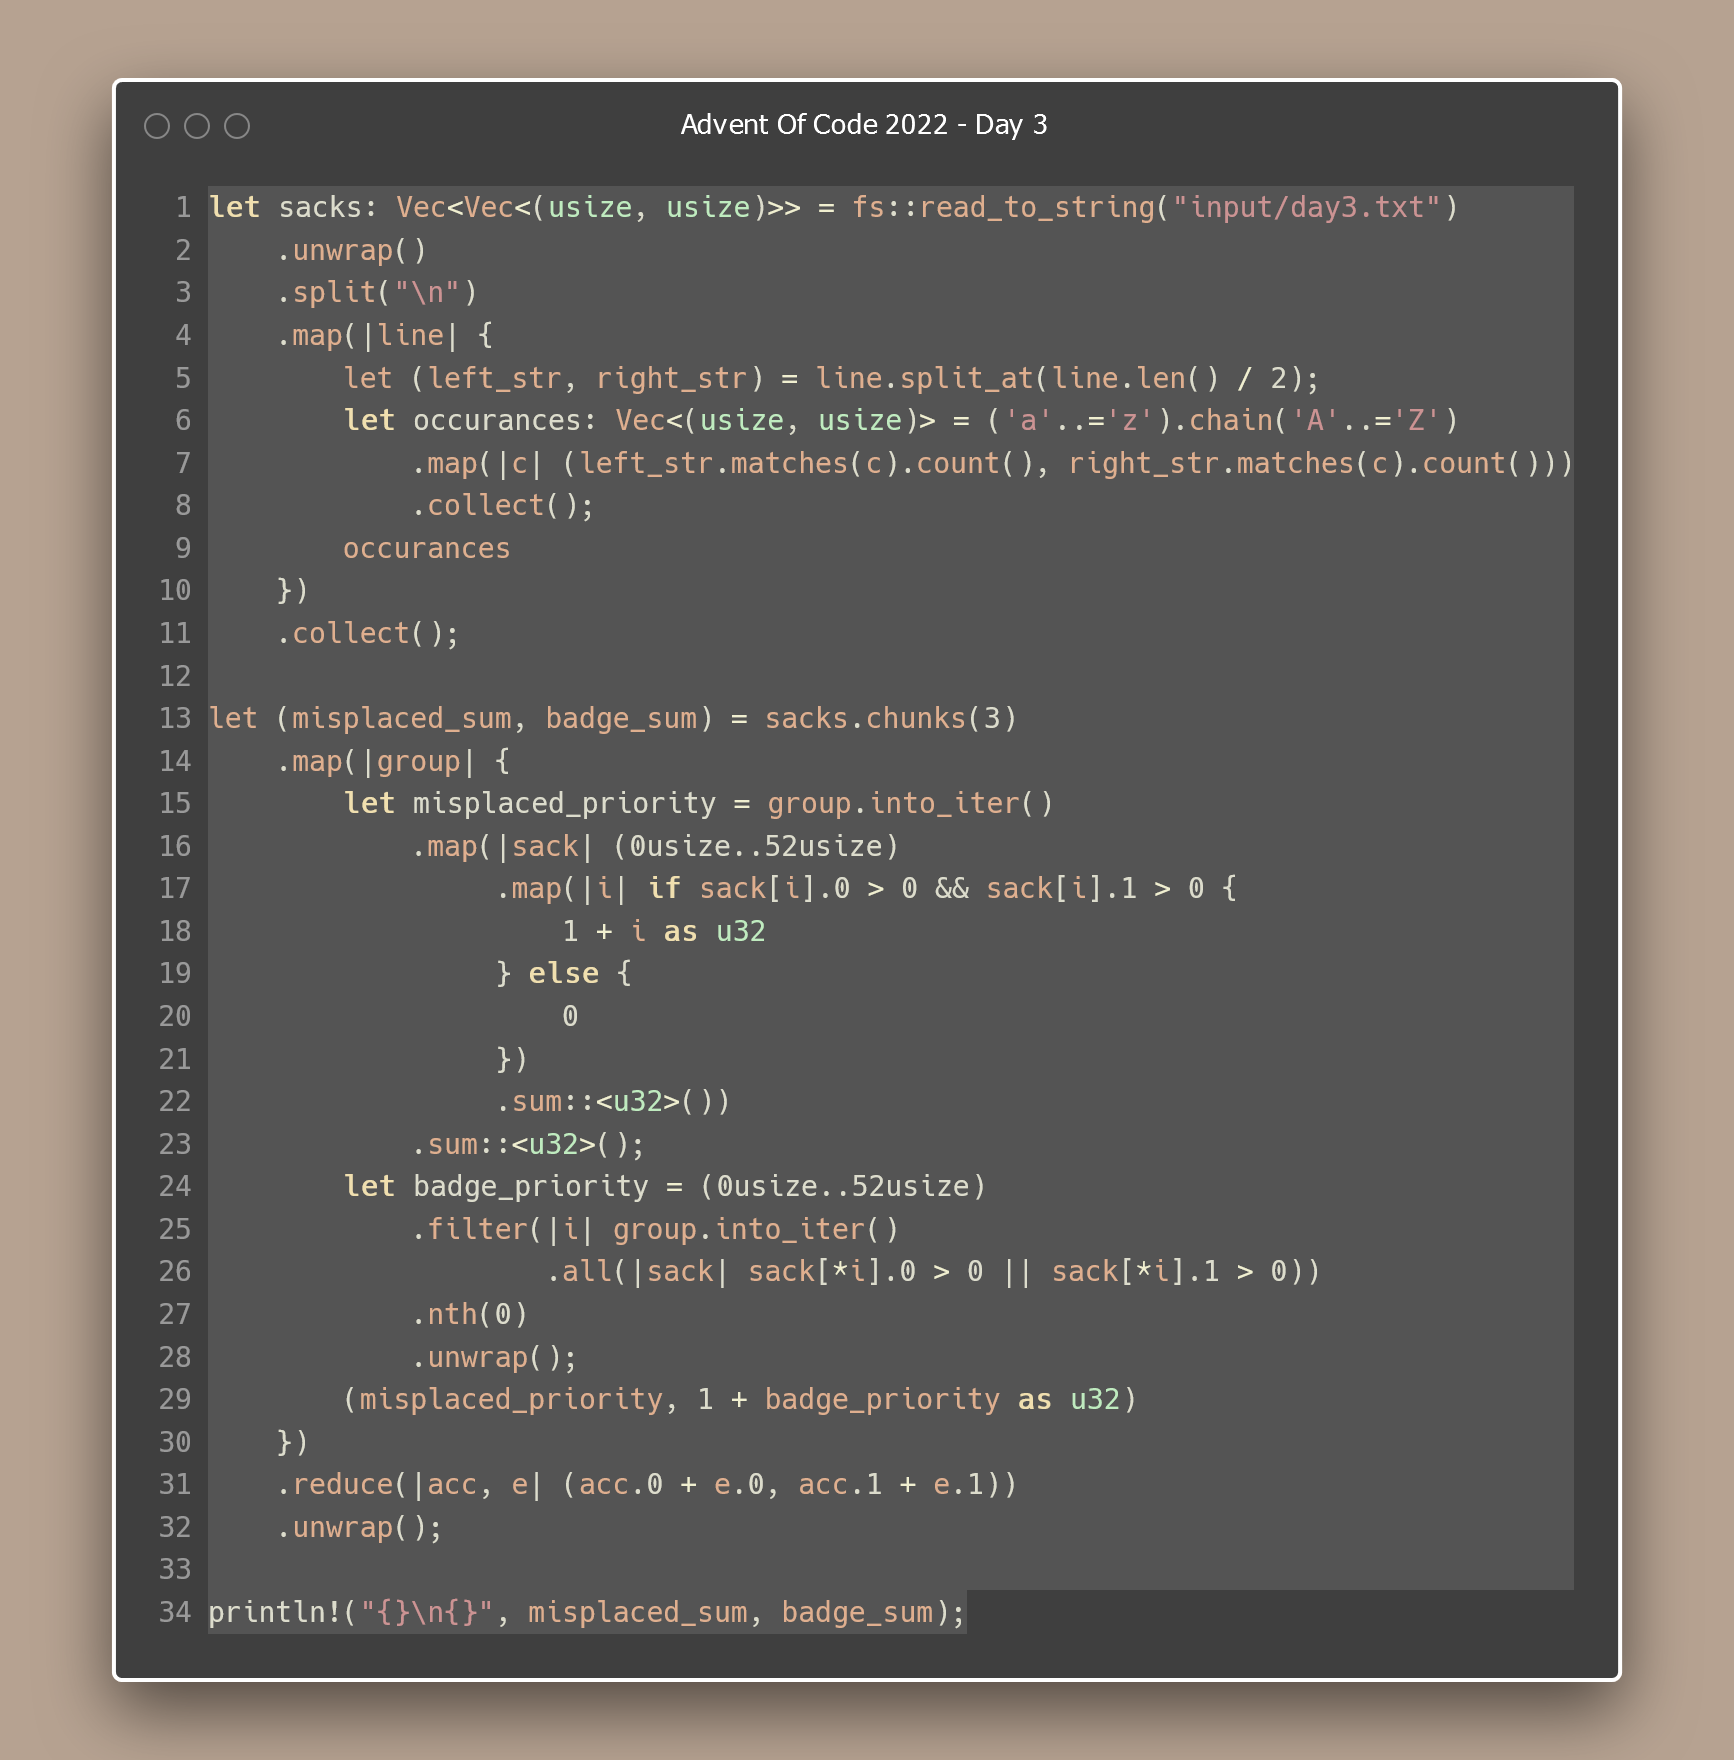 Advent Of Code 2022 - Day 3
1 let sacks: Vec<Vec<(usize, usize)>> = fs::read_to_string("input/day3.txt")
2     .unwrap()
3     .split("\n")
4     .map(|line| {
5         let (left_str, right_str) = line.split_at(line.len() / 2);
6         let occurances: Vec<(usize, usize)> = ('a'..='z').chain('A'..='Z')
7             .map(|c| (left_str.matches(c).count(), right_str.matches(c).count()))
8             .collect();
9         occurances
10     })
11     .collect();
12
13 let (misplaced_sum, badge_sum) = sacks.chunks(3)
14     .map(|group| {
15         let misplaced_priority = group.into_iter()
16             .map(|sack| (0usize..52usize)
17                  .map(|i| if sack[i].0 > 0 && sack[i].1 > 0 {
18                      1 + i as u32
19                  } else {
20                      0
21                  })
22                  .sum::<u32>())
23             .sum::<u32>();
24         let badge_priority = (0usize..52usize)
25             .filter(|i| group.into_iter()
26                     .all(|sack| sack[*i].0 > 0 || sack[*i].1 > 0))
27             .nth(0)
28             .unwrap();
29         (misplaced_priority, 1 + badge_priority as u32)
30     })
31     .reduce(|acc, e| (acc.0 + e.0, acc.1 + e.1))
32     .unwrap();
33
34 println!("{}\n{}", misplaced_sum, badge_sum);